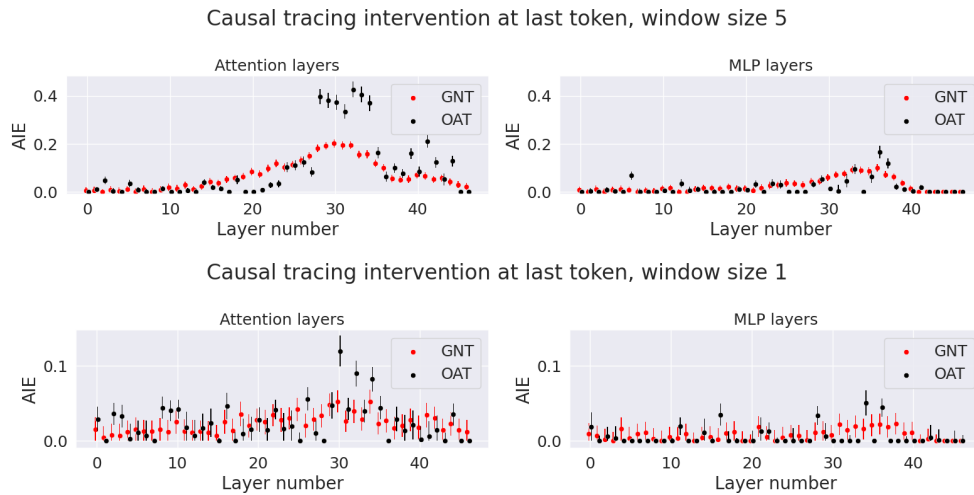 Causal tracing intervention at last token, window size 5
Attention layers
MLP layers
AIE
0.4
0.2
0.0
GNT
OAT
0 10 20 30 40
Layer number
AIE
0.4
0.2
0.0
GNT
OAT
0 10 20 30 40
Layer number
Causal tracing intervention at last token, window size 1
Attention layers
MLP layers
AIE
0.1
0.0
GNT
OAT
0 10 20 30 40
Layer number
AIE
0.1
0.0
GNT
OAT
0 10 20 30 40
Layer number